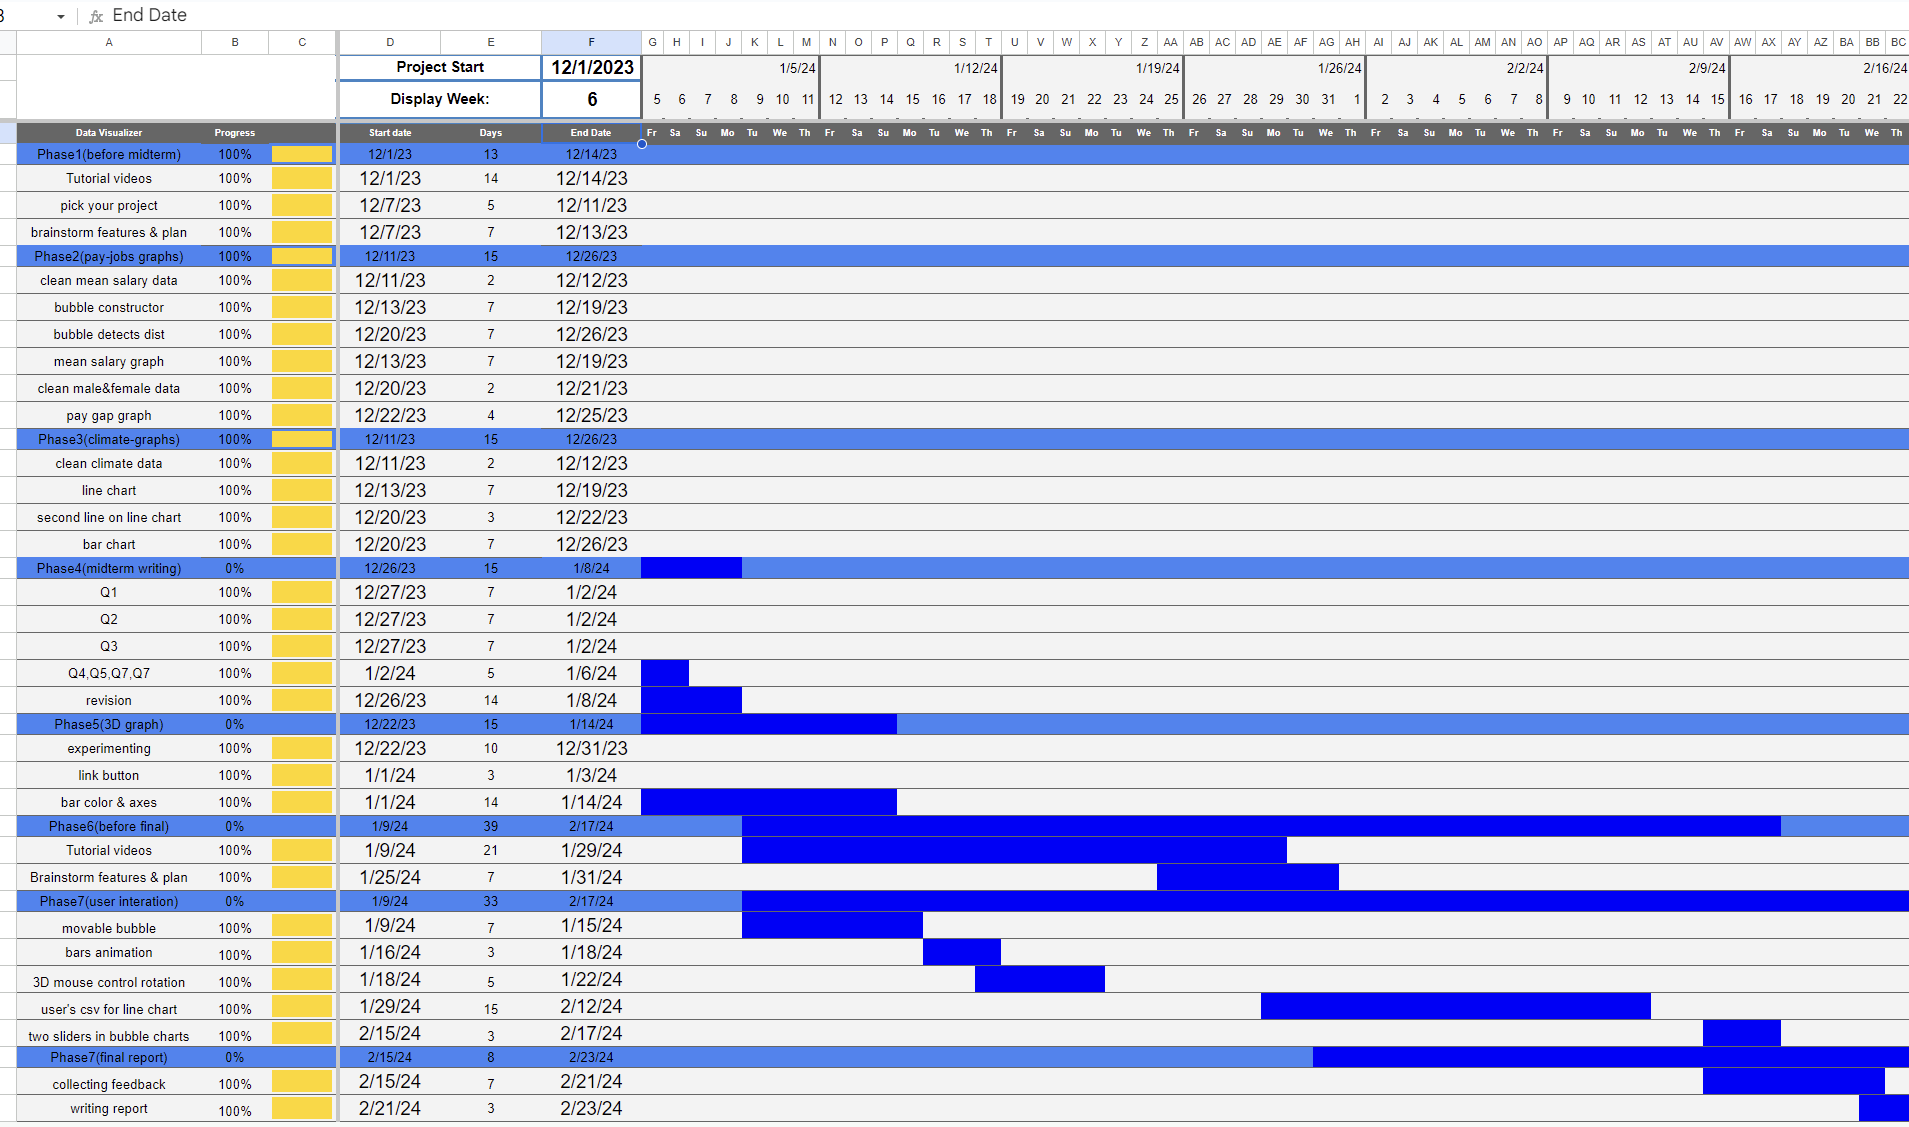 3 fx End Date
A B C D E F G H I J K L M N O P Q R S T U V W X Y Z AA AB AC AD AE AF AG AH AI AJ AK AL AM AN AO AP AQ AR AS AT AU AV AW AX AY AZ BA BB BC
Project Start 12/1/2023 1/5/24 1/12/24 1/19/24 1/26/24 2/2/24 2/9/24 2/16/24
Display Week: 6 5 6 7 8 9 10 11 12 13 14 15 16 17 18 19 20 21 22 23 24 25 26 27 28 29 30 31 1 2 3 4 5 6 7 8 9 10 11 12 13 14 15 16 17 18 19 20 21 22
Data Visualizer Progress Start date Days End Date Fr Sa Su Mo Tu We Th Fr Sa Su Mo Tu We Th Fr Sa Su Mo Tu We Th Fr Sa Su Mo Tu We Th Fr Sa Su Mo Tu We Th Fr Sa Su Mo Tu We Th Fr Sa Su Mo Tu We Th
Phase1(before midterm) 100% 12/1/23 13 12/14/23
Tutorial videos 100% 12/1/23 14 12/14/23
pick your project 100% 12/7/23 5 12/11/23
brainstorm features & plan 100% 12/7/23 7 12/13/23
Phase2(pay-jobs graphs) 100% 12/11/23 15 12/26/23
clean mean salary data 100% 12/11/23 2 12/12/23
bubble constructor 100% 12/13/23 7 12/19/23
bubble detects dist 100% 12/20/23 7 12/26/23
mean salary graph 100% 12/13/23 7 12/19/23
clean male&female data 100% 12/20/23 2 12/21/23
pay gap graph 100% 12/22/23 4 12/25/23
Phase3(climate-graphs) 100% 12/11/23 15 12/26/23
clean climate data 100% 12/11/23 2 12/12/23
line chart 100% 12/13/23 7 12/19/23
second line on line chart 100% 12/20/23 3 12/22/23
bar chart 100% 12/20/23 7 12/26/23
Phase4(midterm writing) 0% 12/26/23 15 1/8/24
Q1 100% 12/27/23 7 1/2/24
Q2 100% 12/27/23 7 1/2/24
Q3 100% 12/27/23 7 1/2/24
Q4,Q5,Q7,Q7 100% 1/2/24 5 1/6/24
revision 100% 12/26/23 14 1/8/24
Phase5(3D graph) 0% 12/22/23 15 1/14/24
experimenting 100% 12/22/23 10 12/31/23
link button 100% 1/1/24 3 1/3/24
bar color & axes 100% 1/1/24 14 1/14/24
Phase6(before final) 0% 1/9/24 39 2/17/24
Tutorial videos 100% 1/9/24 21 1/29/24
Brainstorm features & plan 100% 1/25/24 7 1/31/24
Phase7(user interation) 0% 1/9/24 33 2/17/24
movable bubble 100% 1/9/24 7 1/15/24
bars animation 100% 1/16/24 3 1/18/24
3D mouse control rotation 100% 1/18/24 5 1/22/24
user's csv for line chart 100% 1/29/24 15 2/12/24
two sliders in bubble charts 100% 2/15/24 3 2/17/24
Phase7(final report) 0% 2/15/24 8 2/23/24
collecting feedback 100% 2/15/24 7 2/21/24
writing report 100% 2/21/24 3 2/23/24